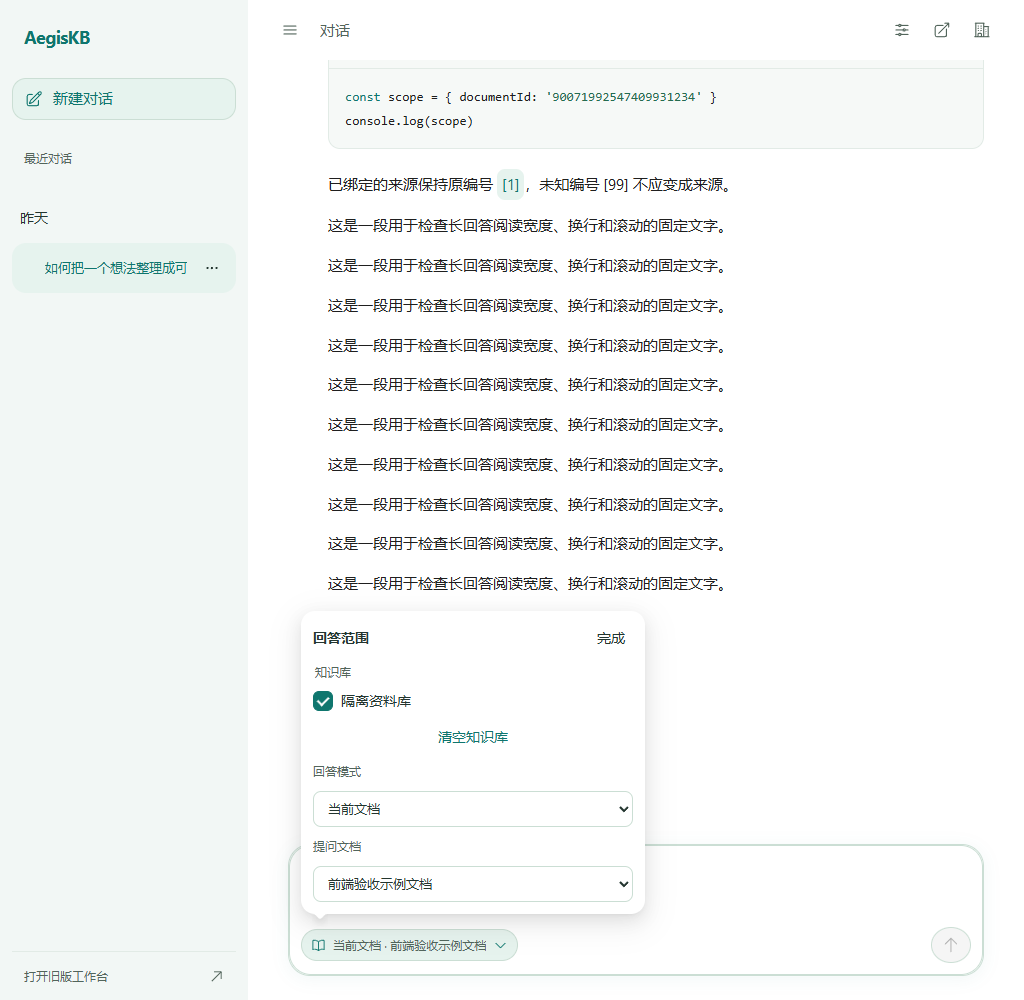 AegisKB
新建对话
最近对话
昨天
如何把一个想法整理成可
打开旧版工作台
对话
const scope = { documentId: '90071992547409931234' }
console.log(scope)
已绑定的来源保持原编号 [1] ，未知编号 [99] 不应变成来源。
这是一段用于检查长回答阅读宽度、换行和滚动的固定文字。
这是一段用于检查长回答阅读宽度、换行和滚动的固定文字。
这是一段用于检查长回答阅读宽度、换行和滚动的固定文字。
这是一段用于检查长回答阅读宽度、换行和滚动的固定文字。
这是一段用于检查长回答阅读宽度、换行和滚动的固定文字。
这是一段用于检查长回答阅读宽度、换行和滚动的固定文字。
这是一段用于检查长回答阅读宽度、换行和滚动的固定文字。
这是一段用于检查长回答阅读宽度、换行和滚动的固定文字。
这是一段用于检查长回答阅读宽度、换行和滚动的固定文字。
这是一段用于检查长回答阅读宽度、换行和滚动的固定文字。
回答范围
完成
知识库
隔离资料库
清空知识库
回答模式
当前文档
提问文档
前端验收示例文档
当前文档 · 前端验收示例文档